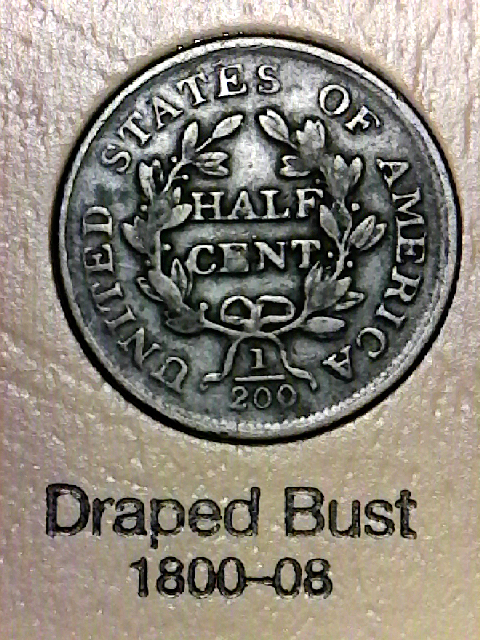 UNITED STATES OF AMERICA
HALF
CENT
1
200
Draped Bust
1800–08